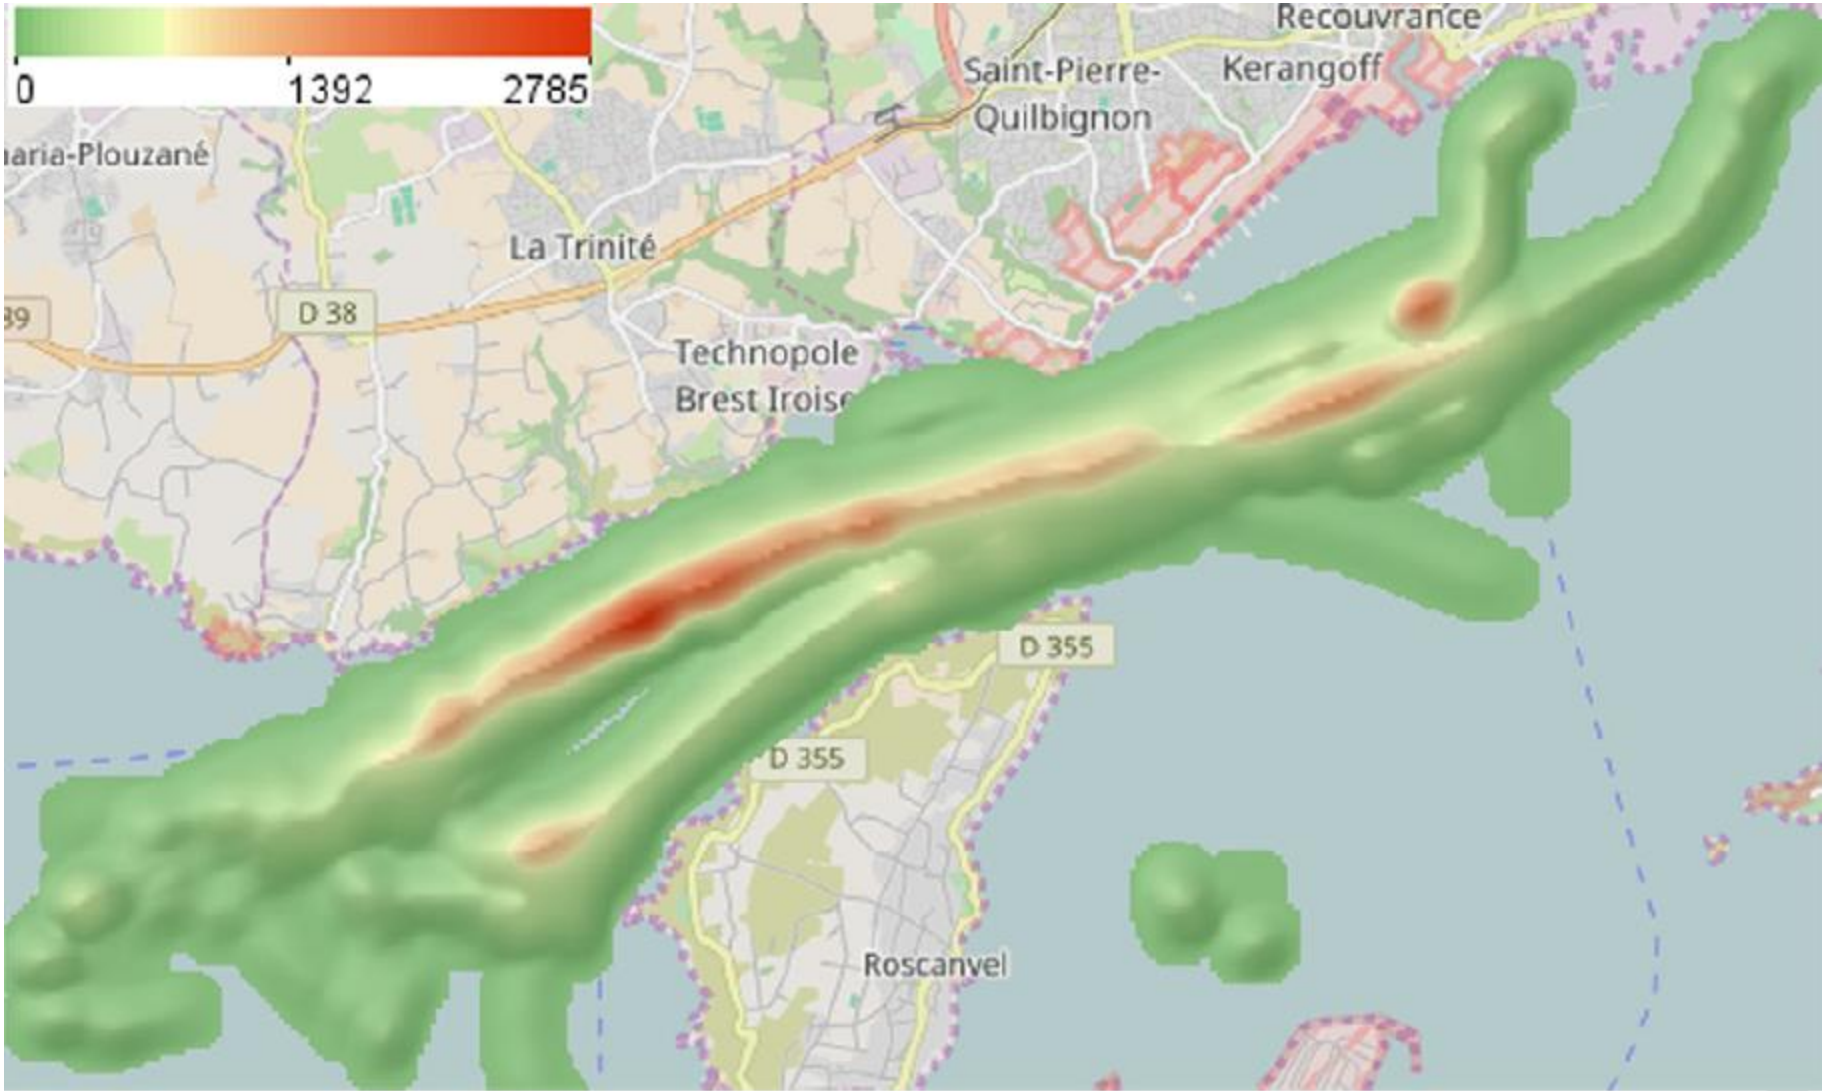 0 1392 2785
Recouvrance
Kerangoff
Saint-Pierre-
Quilbignon
aria-Plouzané
La Trinité
39
D 38
Technopole
Brest Iroise
D 355
D 355
Roscanvel